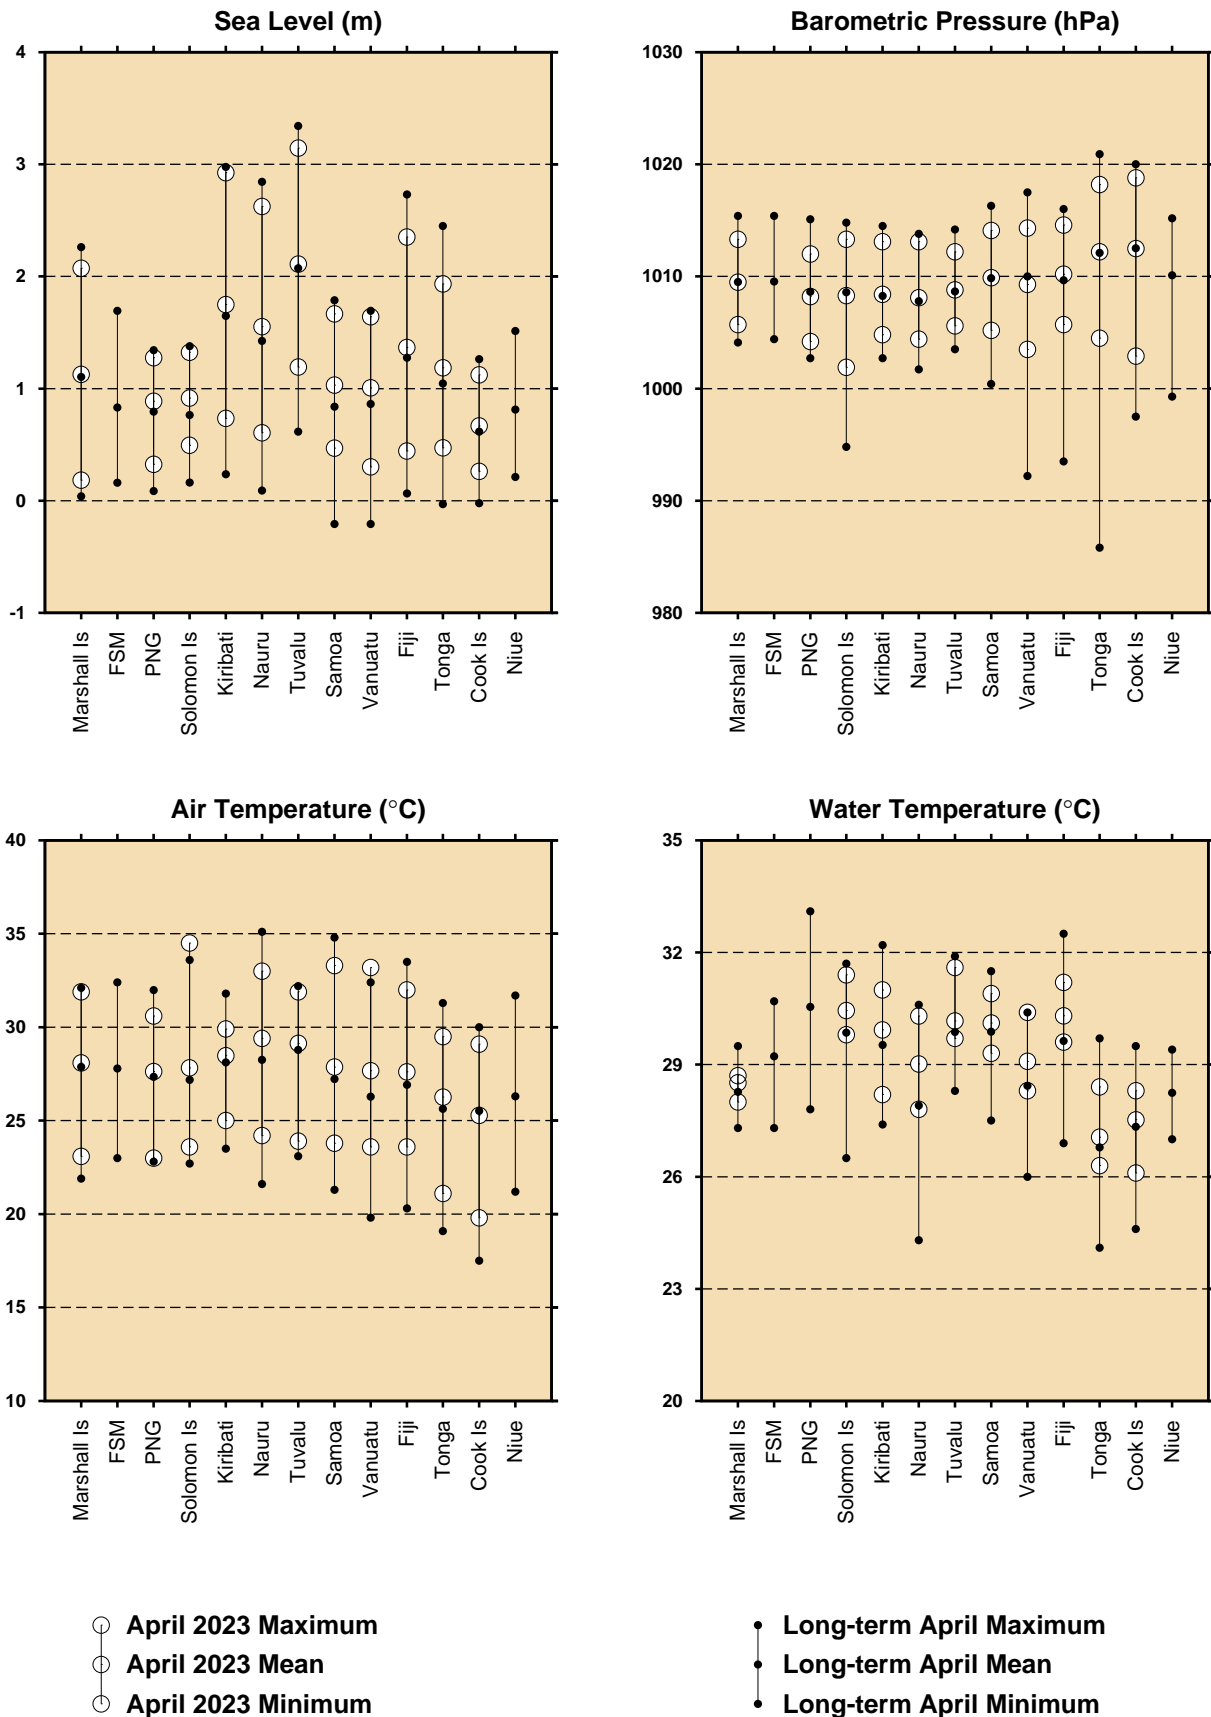 Sea Level (m)
4
3
2
1
0
-1
Marshall Is
FSM
PNG
Solomon Is
Kiribati
Nauru
Tuvalu
Samoa
Vanuatu
Fiji
Tonga
Cook Is
Niue
Barometric Pressure (hPa)
1030
1020
1010
1000
990
980
Marshall Is
FSM
PNG
Solomon Is
Kiribati
Nauru
Tuvalu
Samoa
Vanuatu
Fiji
Tonga
Cook Is
Niue
Air Temperature (°C)
40
35
30
25
20
15
10
Marshall Is
FSM
PNG
Solomon Is
Kiribati
Nauru
Tuvalu
Samoa
Vanuatu
Fiji
Tonga
Cook Is
Niue
Water Temperature (°C)
35
32
29
26
23
20
Marshall Is
FSM
PNG
Solomon Is
Kiribati
Nauru
Tuvalu
Samoa
Vanuatu
Fiji
Tonga
Cook Is
Niue
April 2023 Maximum
April 2023 Mean
April 2023 Minimum
Long-term April Maximum
Long-term April Mean
Long-term April Minimum